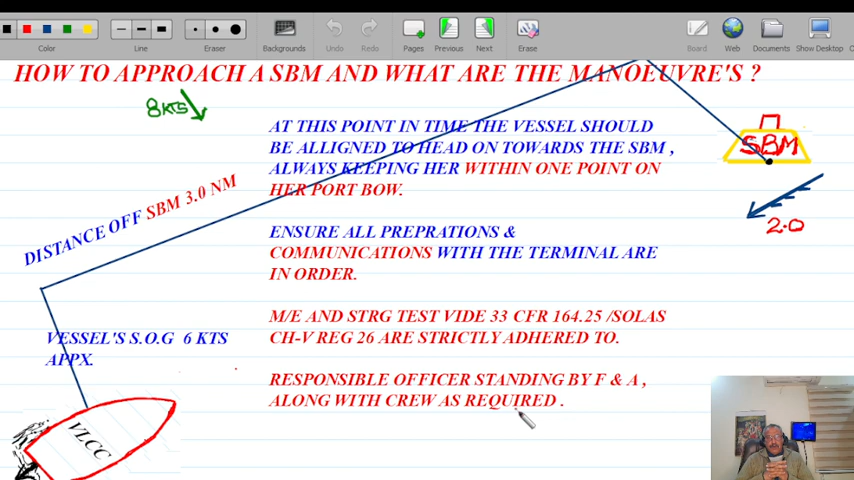 Color
Line
Eraser
Backgrounds
Undo
Redo
Pages
Previous
Next
Erase
Board
Web
Documents
Show Desktop
HOW TO APPROACH A SBM AND WHAT ARE THE MANOEUVRE'S ?
8KTS
AT THIS POINT IN TIME THE VESSEL SHOULD
BE ALLIGNED TO HEAD ON TOWARDS THE SBM ,
ALWAYS KEEPING HER WITHIN ONE POINT ON
HER PORT BOW.
SBM
2.0
DISTANCE OFF SBM 3.0 NM
ENSURE ALL PREPRATIONS &
COMMUNICATIONS WITH THE TERMINAL ARE
IN ORDER.
M/E AND STRG TEST VIDE 33 CFR 164.25 /SOLAS
CH-V REG 26 ARE STRICTLY ADHERED TO.
VESSEL'S S.O.G 6 KTS
APPX.
RESPONSIBLE OFFICER STANDING BY F & A ,
ALONG WITH CREW AS REQUIRED .
VLCC